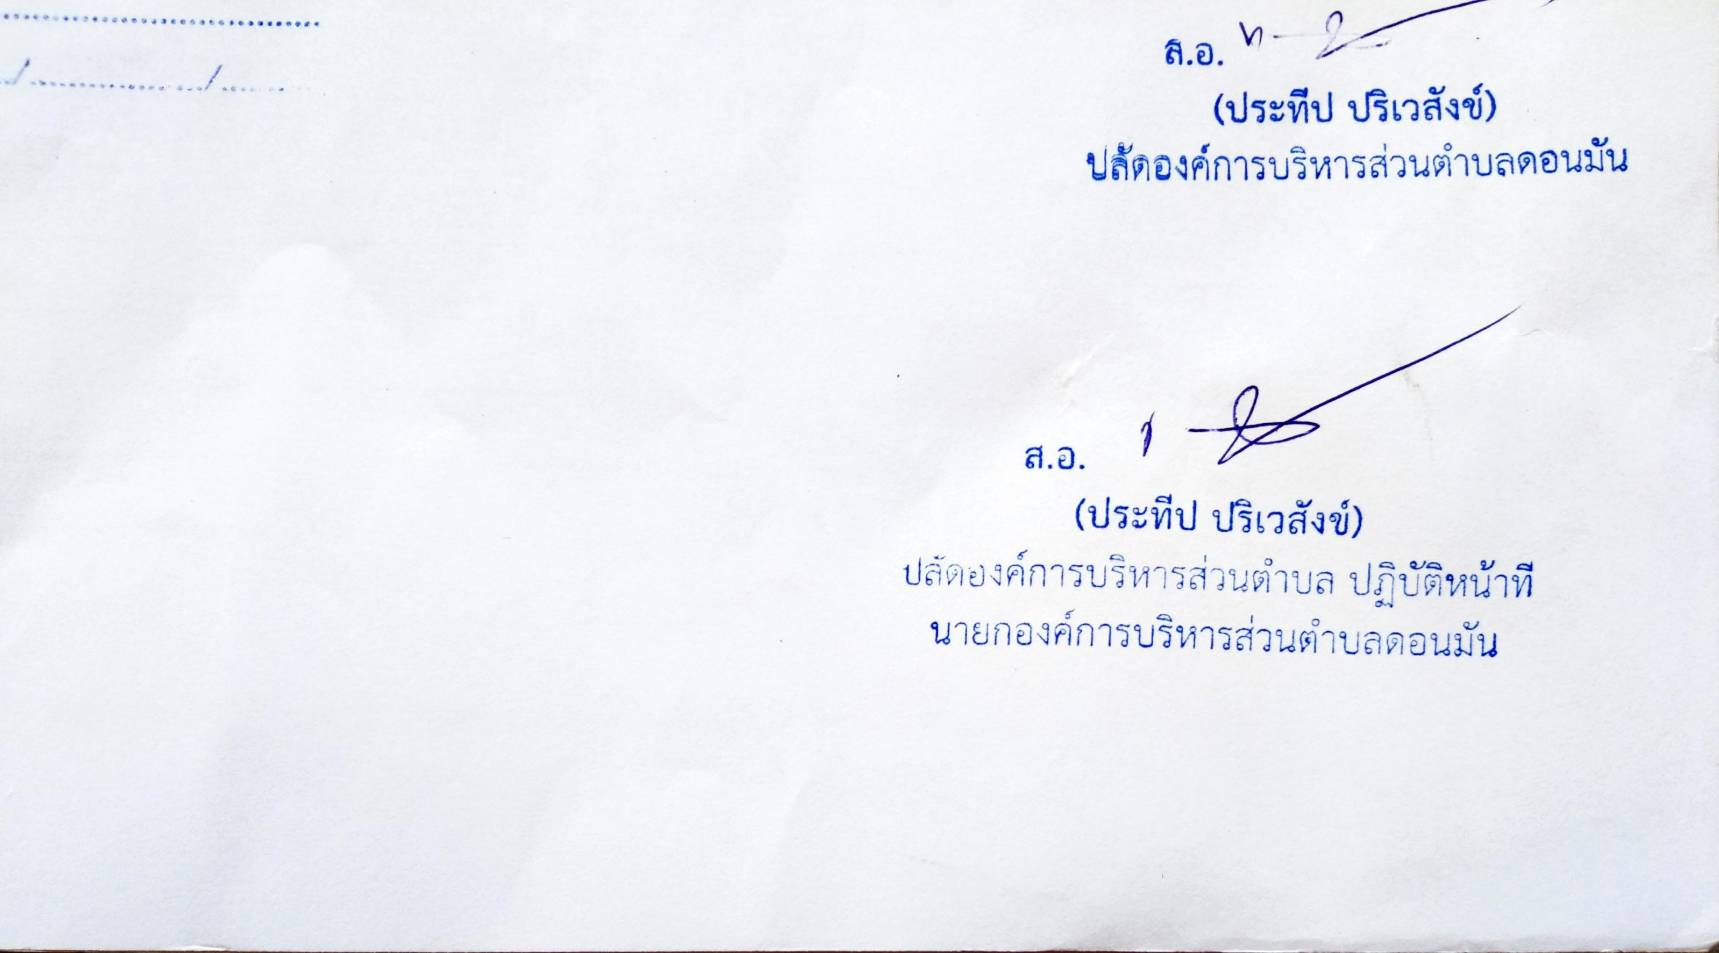 ส.อ.
(ประทีป ปริเวสังข์)
ปลัดองค์การบริหารส่วนตำบลดอนมัน
ส.อ.
(ประทีป ปริเวสังข์)
ปลัดองค์การบริหารส่วนตำบล ปฏิบัติหน้าที่
นายกองค์การบริหารส่วนตำบลดอนมัน